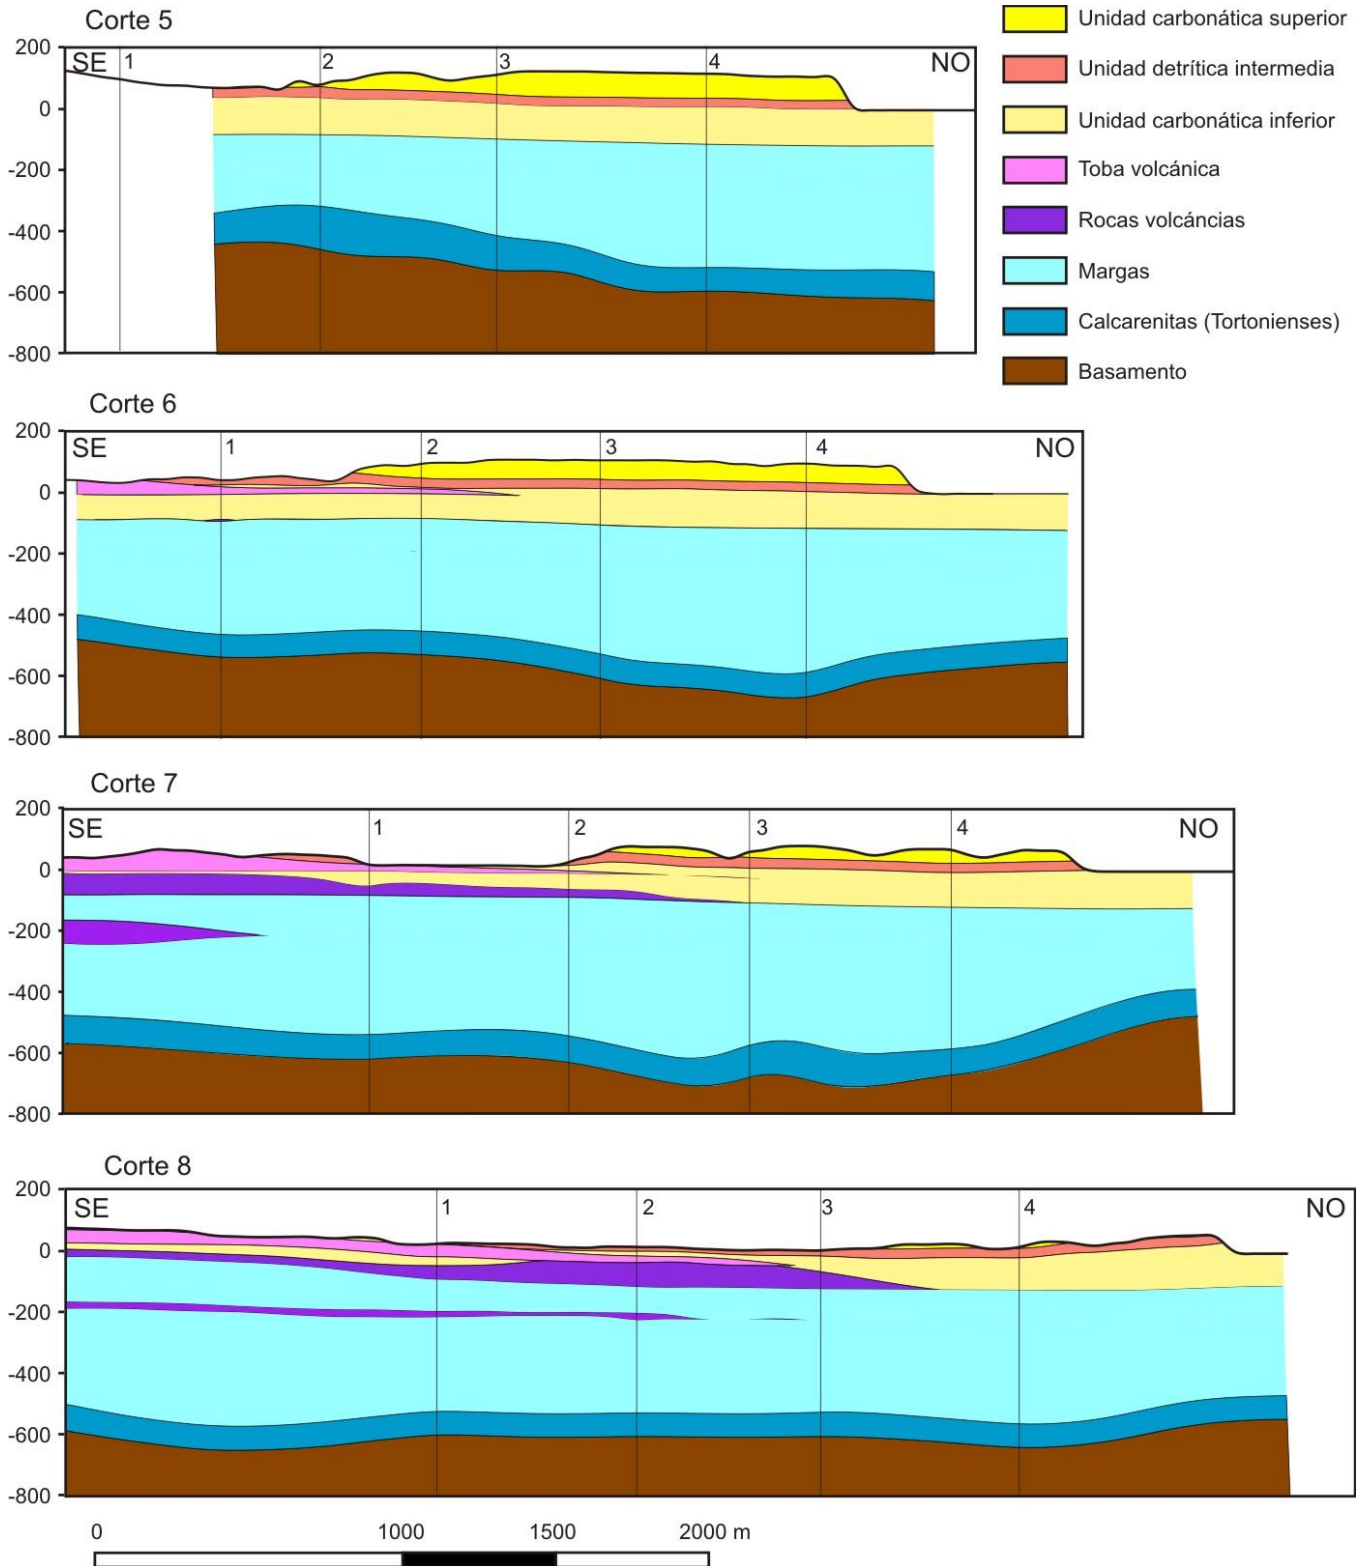 Corte 5
200
SE 1 2 3 4 NO
0
-200
-400
-600
-800
Unidad carbonática superior
Unidad detrítica intermedia
Unidad carbonática inferior
Toba volcánica
Rocas volcáncias
Margas
Calcarenitas (Tortonienses)
Basamento
Corte 6
200
SE 1 2 3 4 NO
0
-200
-400
-600
-800
Corte 7
200
SE 1 2 3 4 NO
0
-200
-400
-600
-800
Corte 8
200
SE 1 2 3 4 NO
0
-200
-400
-600
-800
0 1000 1500 2000 m